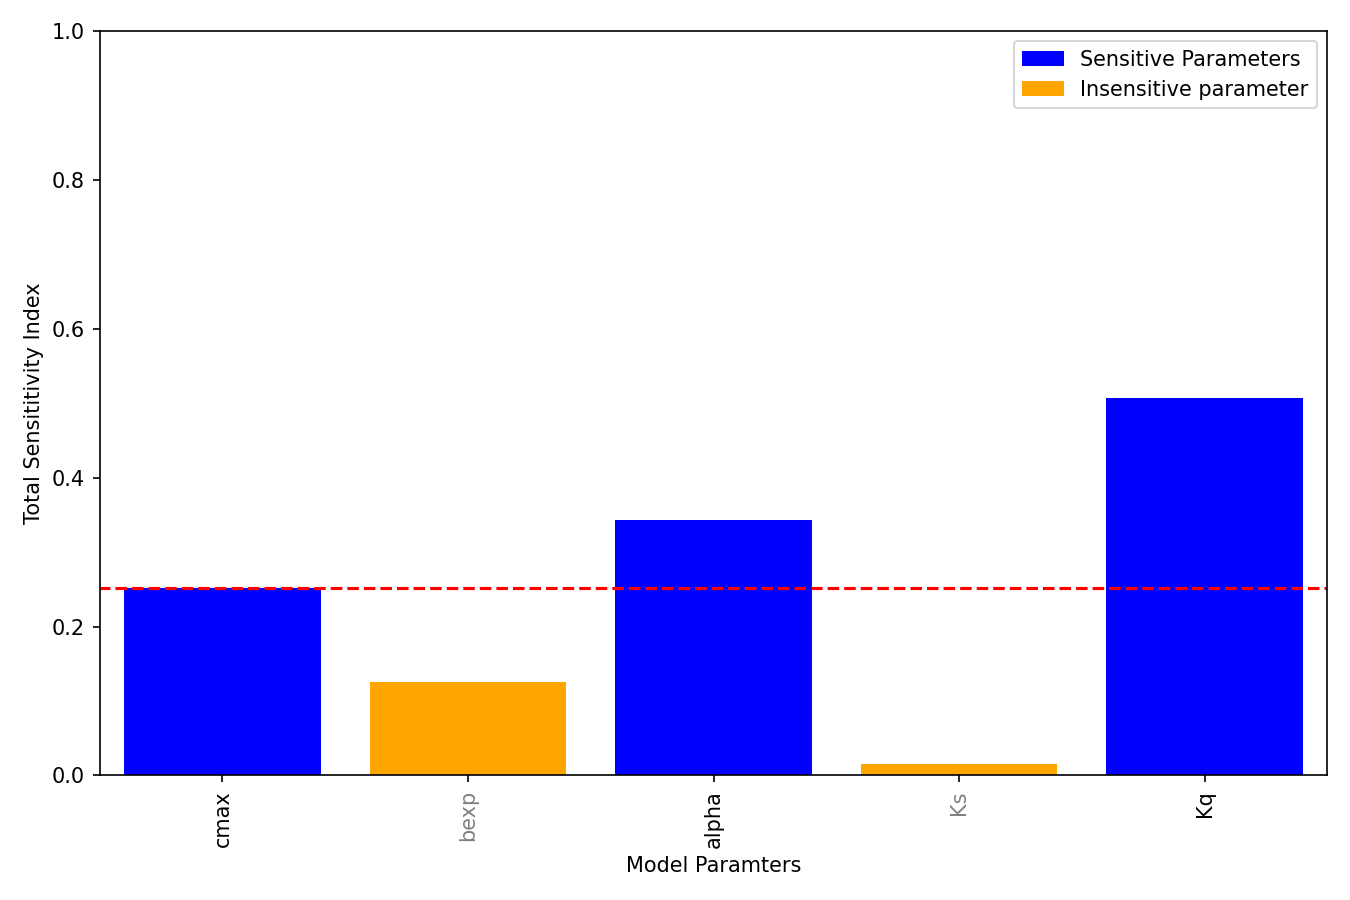 Sensitive Parameters
Insensitive parameter
Total Sensititivity Index
1.0
0.8
0.6
0.4
0.2
0.0
cmax
bexp
alpha
Ks
Kq
Model Paramters